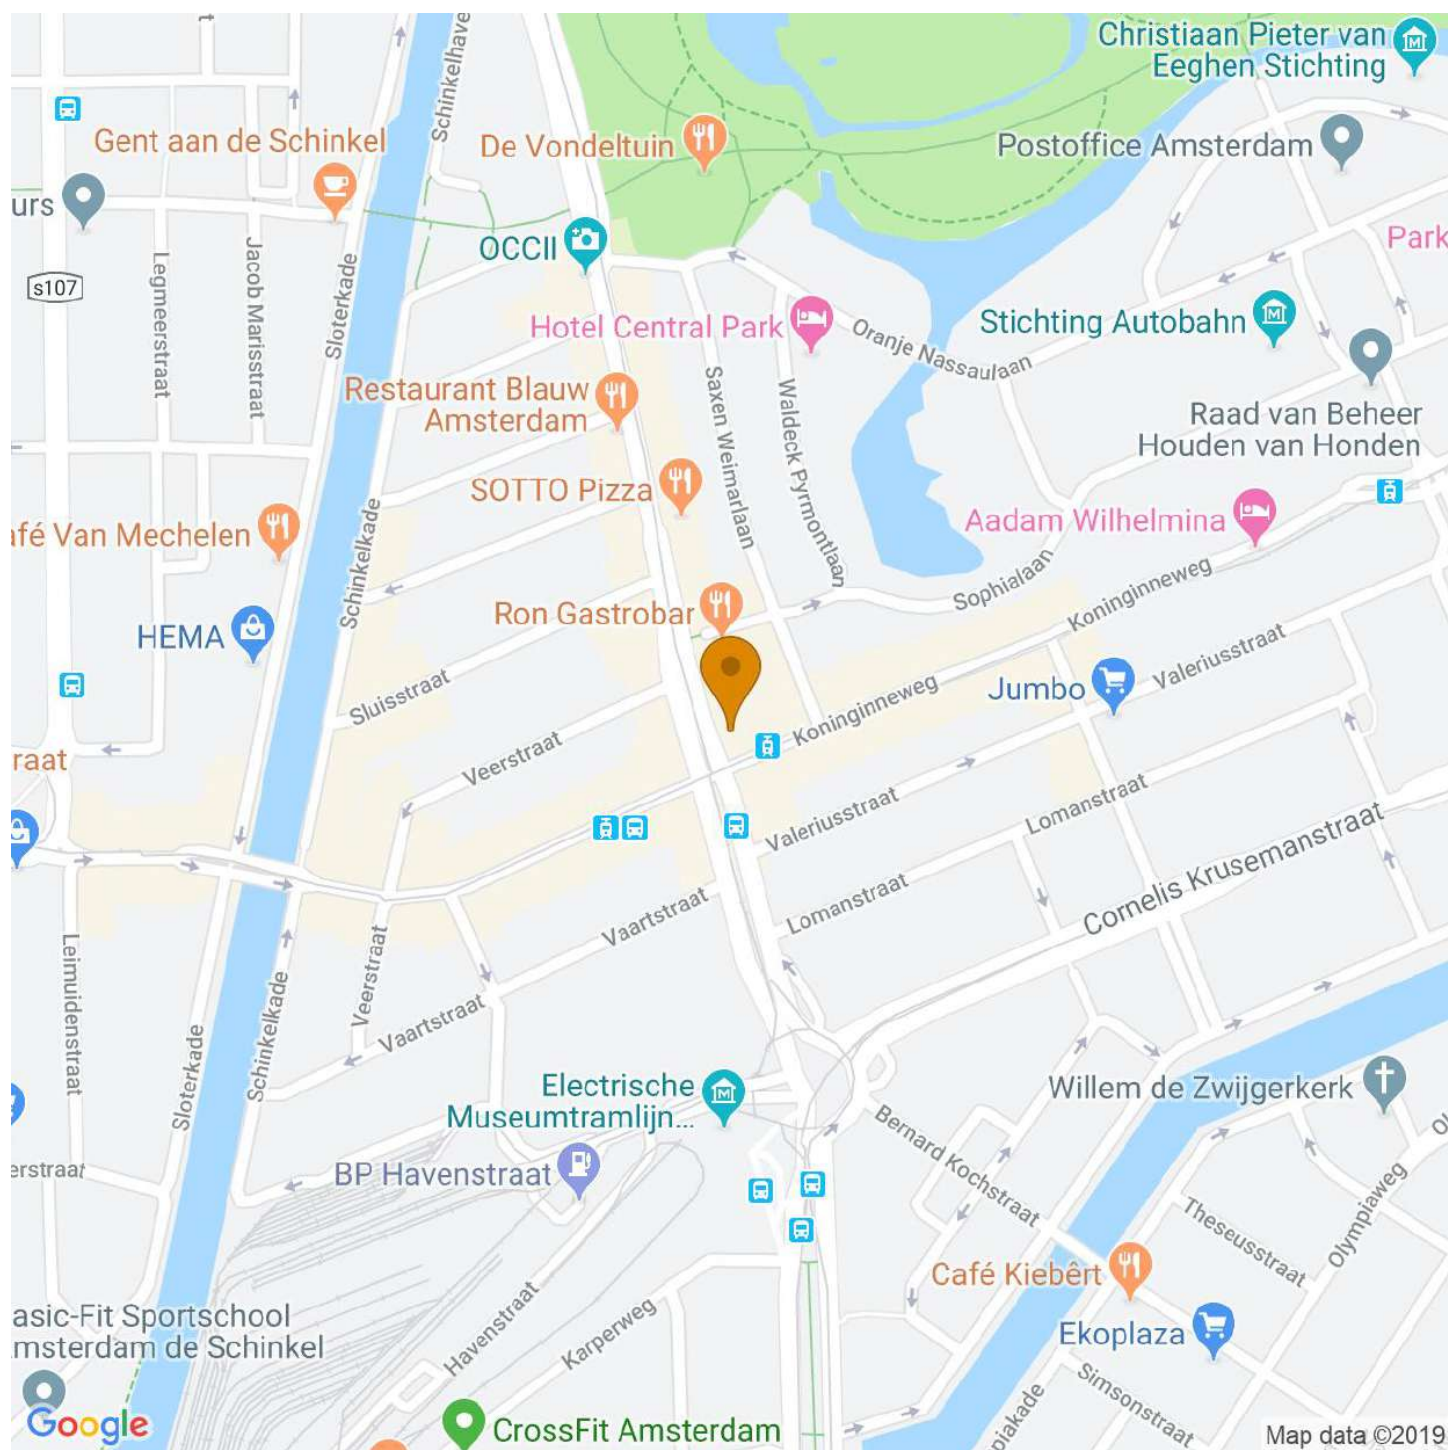 Christiaan Pieter van
Eeghen Stichting
Schinkelhave
Gent aan de Schinkel
De Vondeltuin
Postoffice Amsterdam
urs
OCCII
Park
s107
Legmeerstraat
Jacob Marisstraat
Sloterkade
Hotel Central Park
Oranje Nassaulaan
Stichting Autobahn
Restaurant Blauw
Amsterdam
Saxen Weimarlaan
Waldeck Pyrmontlaan
Raad van Beheer
Houden van Honden
SOTTO Pizza
afé Van Mechelen
Schinkelkade
Aadam Wilhelmina
Sophialaan
Koninginneweg
Ron Gastrobar
HEMA
Valeriusstraat
Sluisstraat
Koninginneweg
Jumbo
Veerstraat
raat
Valeriusstraat
Lomanstraat
Cornelis Krusemanstraat
Lomanstraat
Vaartstraat
Leimuidenstraat
Veerstraat
Schinkelkade
Vaartstraat
Sloterkade
Electrische
Museumtramlijn...
Willem de Zwijgerkerk
Bernard Kochstraat
BP Havenstraat
erstraat
Ol
Olympiaweg
Theseusstraat
Café Kiebêrt
Havenstraat
Karperweg
Ekoplaza
asic-Fit Sportschool
msterdam de Schinkel
Simsonstraat
piakade
Google
CrossFit Amsterdam
Map data ©2019